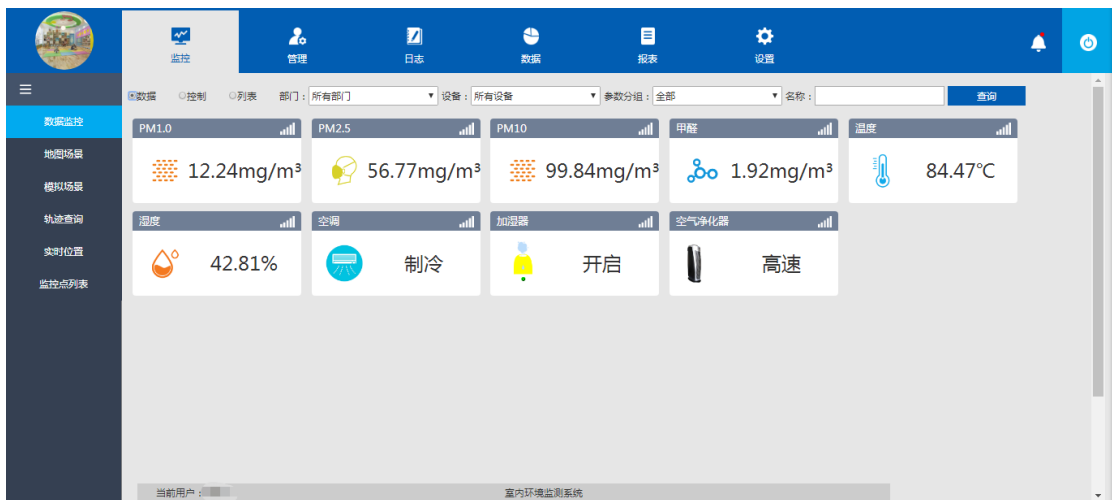 监控 管理 日志 数据 报表 设置
数据 控制 列表 部门： 所有部门 设备： 所有设备 参数分组： 全部 名称： 查询
数据监控
地图场景
模拟场景
轨迹查询
实时位置
监控点列表
PM1.0 PM2.5 PM10 甲醛 温度
12.24mg/m³ 56.77mg/m³ 99.84mg/m³ 1.92mg/m³ 84.47℃
湿度 空调 加湿器 空气净化器
42.81% 制冷 开启 高速
当前用户： 室内环境监测系统